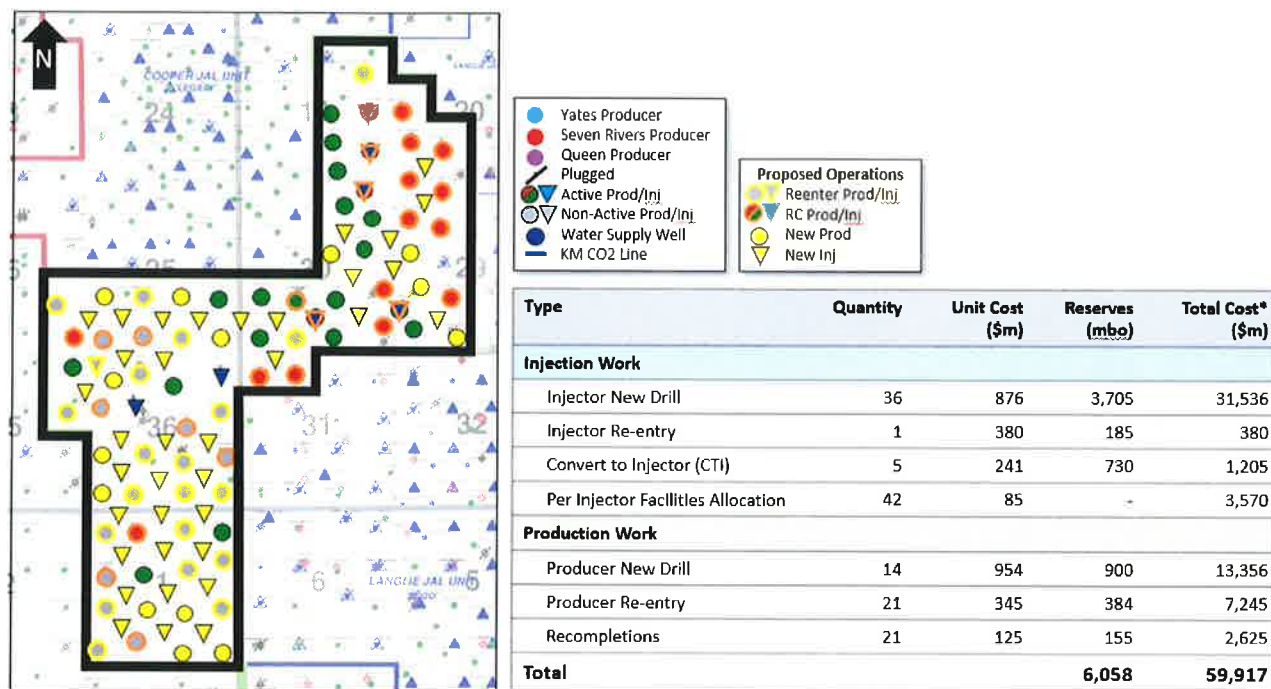 N
COOPER JAL UNIT
LEGACY
24
20
25
29
36
31
32
6
5
LANGLIE JAL UNIT
Yates Producer
Seven Rivers Producer
Queen Producer
Plugged
Active Prod/Inj
Non-Active Prod/Inj
Water Supply Well
KM CO2 Line
Proposed Operations
Reenter Prod/Inj
RC Prod/Inj
New Prod
New Inj
Type Quantity Unit Cost ($m) Reserves (mbo) Total Cost* ($m)
Injection Work
Injector New Drill 36 876 3,705 31,536
Injector Re-entry 1 380 185 380
Convert to Injector (CTI) 5 241 730 1,205
Per Injector Facilities Allocation 42 85 - 3,570
Production Work
Producer New Drill 14 954 900 13,356
Producer Re-entry 21 345 384 7,245
Recompletions 21 125 155 2,625
Total 6,058 59,917